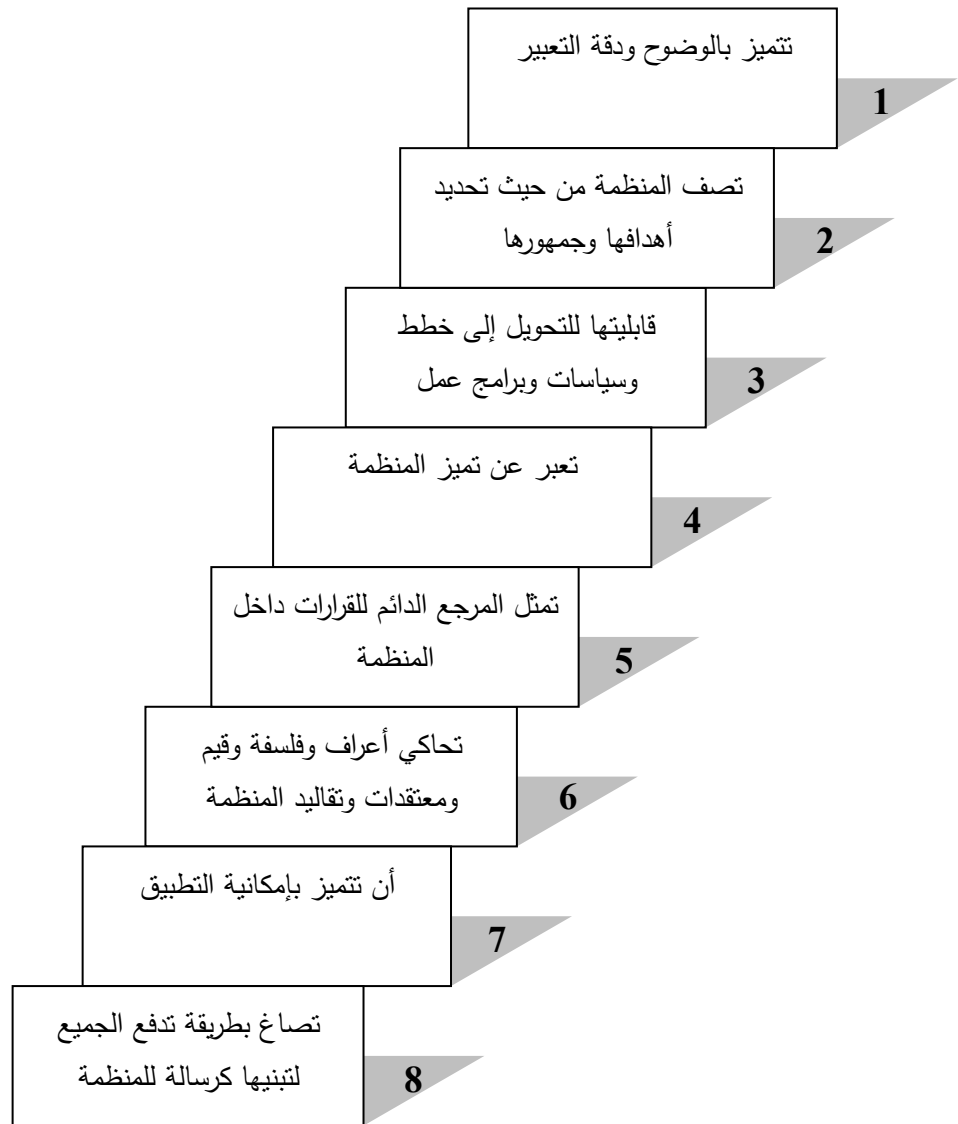 تتميز بالوضوح ودقة التعبير
1
تصف المنظمة من حيث تحديد
أهدافها وجمهورها
2
قابليتها للتحويل إلى خطط
وسياسات وبرامج عمل
3
تعبر عن تميز المنظمة
4
تمثل المرجع الدائم للقرارات داخل
المنظمة
5
تحاكي أعراف وفلسفة وقيم
ومعتقدات وتقاليد المنظمة
6
أن تتميز بإمكانية التطبيق
7
تصاغ بطريقة تدفع الجميع
لتبنيها كرسالة للمنظمة
8